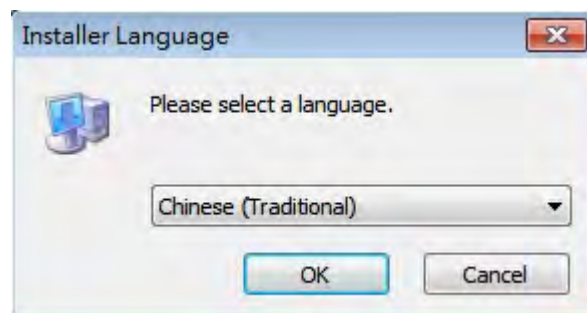 Installer Language
Please select a language.
Chinese (Traditional)
OK
Cancel